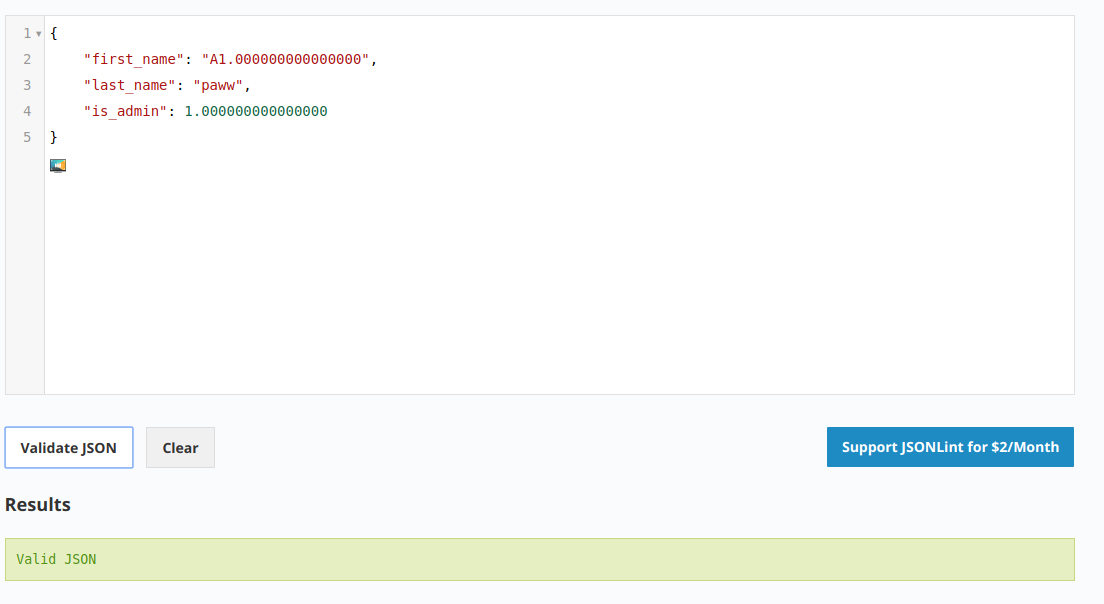 1 {
2 "first_name": "A1.000000000000000",
3 "last_name": "paww",
4 "is_admin": 1.000000000000000
5 }
Validate JSON Clear Support JSONLint for $2/Month
Results
Valid JSON